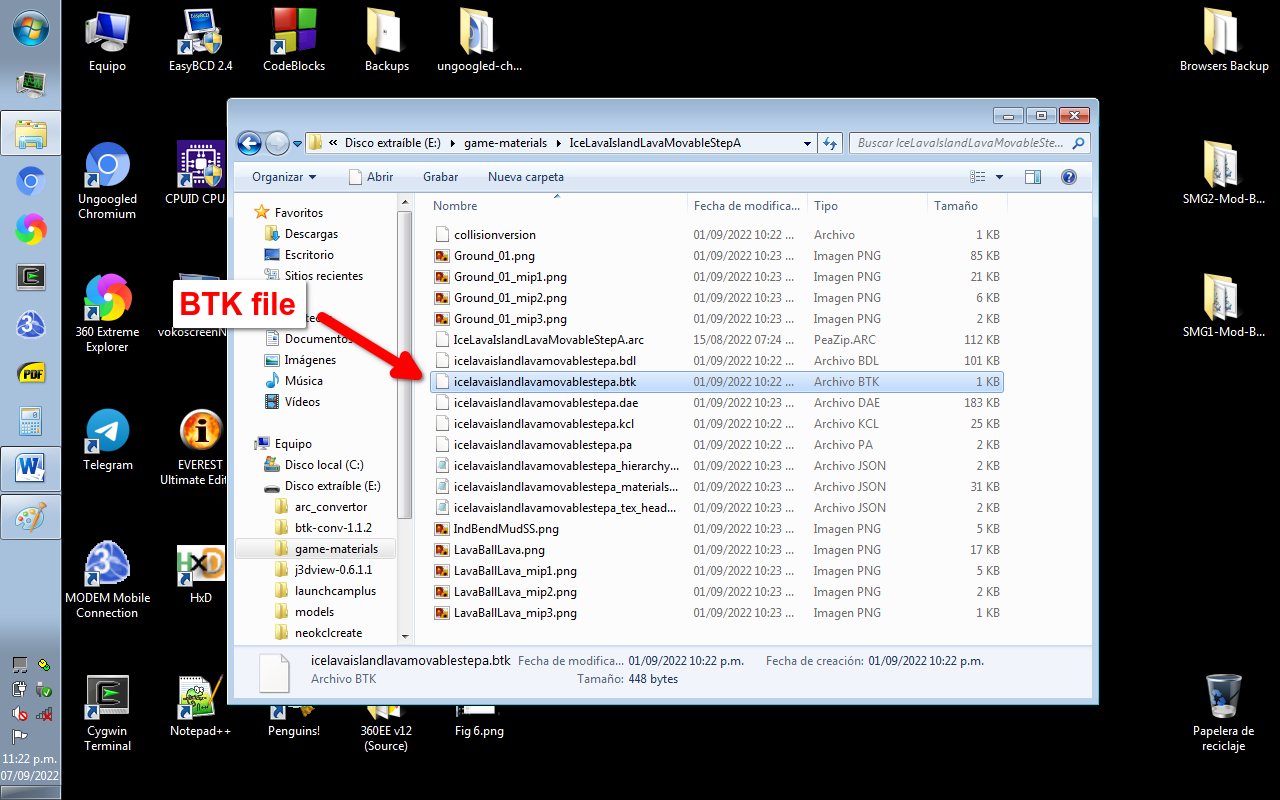 Equipo
EasyBCD 2.4
CodeBlocks
Backups
ungoogled-ch...
Browsers Backup
Ungoogled
Chromium
CPUID CPU
SMG2-Mod-B...
360 Extreme
Explorer
vokoscreenN
SMG1-Mod-B...
Telegram
EVEREST
Ultimate Edit
MODEM Mobile
Connection
HxD
Cygwin
Terminal
Notepad++
Penguins!
360EE v12
(Source)
Fig 6.png
Papelera de
reciclaje
PDF
11:22 p.m.
07/09/2022
« Disco extraíble (E:) game-materials IceLavaIslandLavaMovableStepA
Buscar IceLavaIslandLavaMovableSte...
Organizar Abrir Grabar Nueva carpeta
Favoritos
Descargas
Escritorio
Sitios recientes
Documentos
Imágenes
Música
Vídeos
Equipo
Disco local (C:)
Disco extraíble (E:)
arc_convertor
btk-conv-1.1.2
game-materials
j3dview-0.6.1.1
launchcamplus
models
neokclcreate
BTK file
Nombre Fecha de modifica... Tipo Tamaño
collisionversion 01/09/2022 10:22 ... Archivo 1 KB
Ground_01.png 01/09/2022 10:23 ... Imagen PNG 85 KB
Ground_01_mip1.png 01/09/2022 10:23 ... Imagen PNG 21 KB
Ground_01_mip2.png 01/09/2022 10:23 ... Imagen PNG 6 KB
Ground_01_mip3.png 01/09/2022 10:23 ... Imagen PNG 2 KB
IceLavaIslandLavaMovableStepA.arc 15/08/2022 07:24 ... PeaZip.ARC 112 KB
icelavaislandlavamovablestepa.bdl 01/09/2022 10:22 ... Archivo BDL 101 KB
icelavaislandlavamovablestepa.btk 01/09/2022 10:22 ... Archivo BTK 1 KB
icelavaislandlavamovablestepa.dae 01/09/2022 10:23 ... Archivo DAE 183 KB
icelavaislandlavamovablestepa.kcl 01/09/2022 10:22 ... Archivo KCL 25 KB
icelavaislandlavamovablestepa.pa 01/09/2022 10:22 ... Archivo PA 2 KB
icelavaislandlavamovablestepa_hierarchy... 01/09/2022 10:23 ... Archivo JSON 2 KB
icelavaislandlavamovablestepa_materials... 01/09/2022 10:23 ... Archivo JSON 31 KB
icelavaislandlavamovablestepa_tex_head... 01/09/2022 10:23 ... Archivo JSON 2 KB
IndBendMudSS.png 01/09/2022 10:23 ... Imagen PNG 5 KB
LavaBallLava.png 01/09/2022 10:23 ... Imagen PNG 17 KB
LavaBallLava_mip1.png 01/09/2022 10:23 ... Imagen PNG 5 KB
LavaBallLava_mip2.png 01/09/2022 10:23 ... Imagen PNG 2 KB
LavaBallLava_mip3.png 01/09/2022 10:23 ... Imagen PNG 1 KB
icelavaislandlavamovablestepa.btk Fecha de modifica... 01/09/2022 10:22 p.m. Fecha de creación: 01/09/2022 10:22 p.m.
Archivo BTK Tamaño: 448 bytes